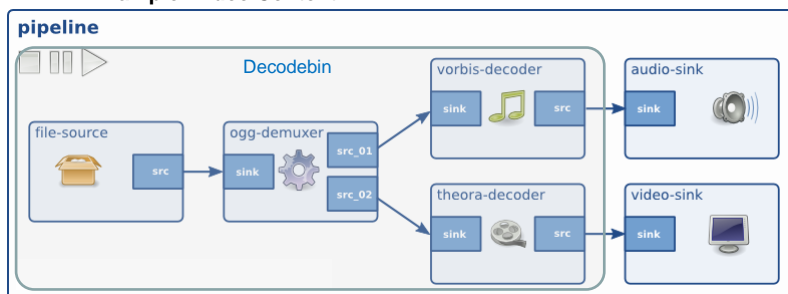 pipeline
Decodebin
file-source
src
ogg-demuxer
sink
src_01
src_02
vorbis-decoder
sink
src
theora-decoder
sink
src
audio-sink
sink
video-sink
sink